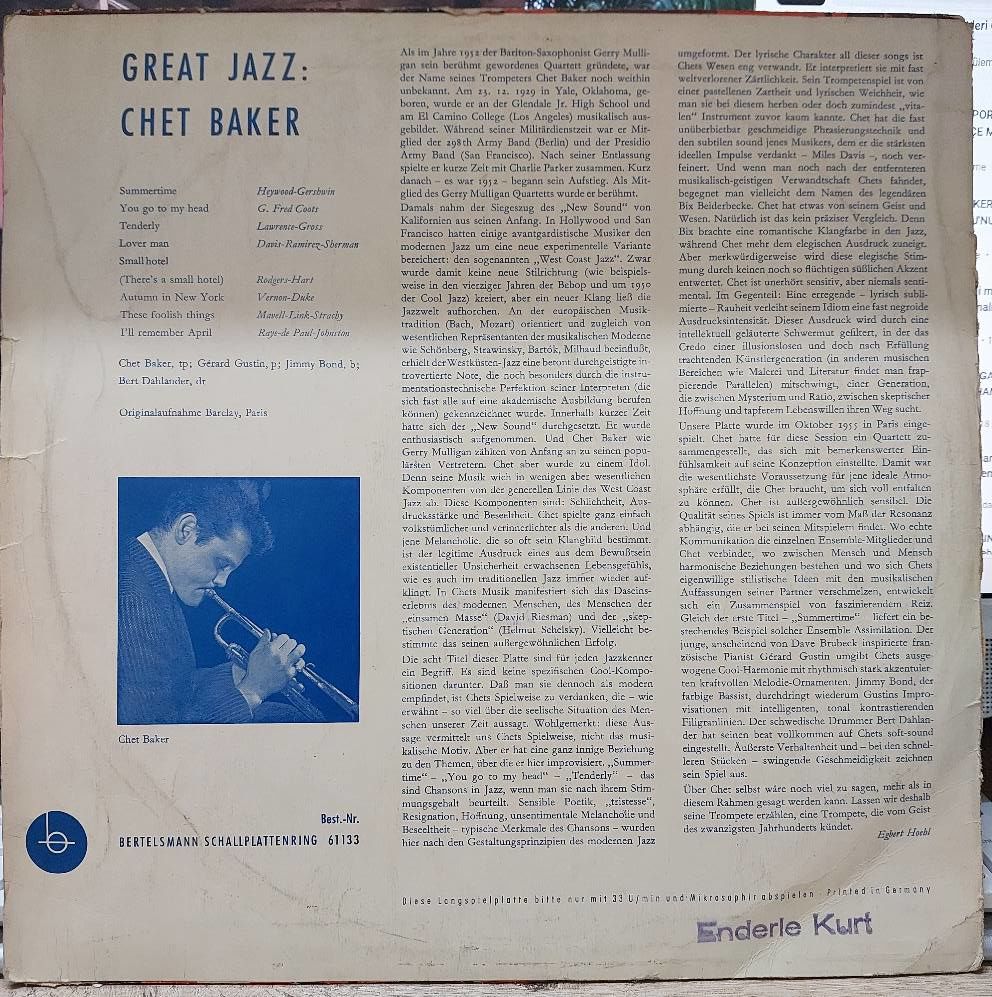 GREAT JAZZ:
CHET BAKER
Summertime Heywood-Gershwin
You go to my head G. Fred Coots
Tenderly Lawrence-Gross
Lover man Davis-Ramirez-Sherman
Small hotel
(There's a small hotel) Rodgers-Hart
Autumn in New York Vernon-Duke
These foolish things Mavell-Link-Strachy
I'll remember April Raye-de Paul-Johnston
Chet Baker, tp; Gérard Gustin, p; Jimmy Bond, b;
Bert Dahlander, dr
Originalaufnahme Barclay, Paris
Chet Baker
b
Best.-Nr.
BERTELSMANN SCHALLPLATTENRING 61133
Als im Jahre 1952 der Bariton-Saxophonist Gerry Mulli-
gan sein berühmt gewordenes Quartett gründete, war
der Name seines Trompeters Chet Baker noch weithin
unbekannt. Am 23. 12. 1929 in Yale, Oklahoma, ge-
boren, wurde er an der Glendale Jr. High School und
am El Camino College (Los Angeles) musikalisch aus-
gebildet. Während seiner Militärdienstzeit war er Mit-
glied der 298th Army Band (Berlin) und der Presidio
Army Band (San Francisco). Nach seiner Entlassung
spielte er kurze Zeit mit Charlie Parker zusammen. Kurz
danach – es war 1952 – begann sein Aufstieg. Als Mit-
glied des Gerry Mulligan Quartetts wurde er berühmt.
Damals nahm der Siegeszug des „New Sound“ von
Kalifornien aus seinen Anfang. In Hollywood und San
Francisco hatten einige avantgardistische Musiker den
modernen Jazz um eine neue experimentelle Variante
bereichert: den sogenannten „West Coast Jazz“. Zwar
wurde damit keine neue Stilrichtung (wie beispiels-
weise in den vierziger Jahren der Bebop und um 1950
der Cool Jazz) kreiert, aber ein neuer Klang ließ die
Jazzwelt aufhorchen. An der europäischen Musik-
tradition (Bach, Mozart) orientiert und zugleich von
wesentlichen Repräsentanten der musikalischen Moderne
wie Schönberg, Strawinsky, Bartók, Milhaud beeinflußt,
erhielt der Westküsten-Jazz eine betont durchgeistigte in-
trovertierte Note, die noch besonders durch die instru-
mentationstechnische Perfektion seiner Interpreten (die
sich fast alle auf eine akademische Ausbildung berufen
können) gekennzeichnet wurde. Innerhalb kurzer Zeit
hatte sich der „New Sound“ durchgesetzt. Er wurde
enthusiastisch aufgenommen. Und Chet Baker wie
Gerry Mulligan zählten von Anfang an zu seinen popu-
lärsten Vertretern. Chet aber wurde zu einem Idol.
Denn seine Musik wich in wenigen aber wesentlichen
Komponenten von der generellen Linie des West Coast
Jazz ab. Diese Komponenten sind: Schlichtheit, Aus-
drucksstärke und Beseeltheit. Chet spielte ganz einfach
volkstümlicher und verinnerlichter als die anderen. Und
jene Melancholie, die so oft sein Klangbild bestimmt,
ist der legitime Ausdruck eines aus dem Bewußtsein
existentieller Unsicherheit erwachsenen Lebensgefühls,
wie es auch im traditionellen Jazz immer wieder auf-
klingt. In Chets Musik manifestiert sich das Daseins-
erlebnis des modernen Menschen, des Menschen der
„einsamen Masse“ (David Riesman) und der „skep-
tischen Generation“ (Helmut Schelsky). Vielleicht be-
stimmte das seinen außergewöhnlichen Erfolg.
Die acht Titel dieser Platte sind für jeden Jazzkenner
ein Begriff. Es sind keine spezifischen Cool-Kompo-
sitionen darunter. Daß man sie dennoch als modern
empfindet, ist Chets Spielweise zu verdanken, die – wie
erwähnt – so viel über die seelische Situation des Men-
schen unserer Zeit aussagt. Wohlgemerkt: diese Aus-
sage vermittelt uns Chets Spielweise, nicht das musi-
kalische Motiv. Aber er hat eine ganz innige Beziehung
zu den Themen, über die er hier improvisiert. „Summer-
time“ – „You go to my head“ – „Tenderly“ – das
sind Chansons in Jazz, wenn man sie nach ihrem Stim-
mungsgehalt beurteilt. Sensible Poetik, „tristesse“,
Resignation, Hoffnung, unsentimentale Melancholie und
Beseeltheit – typische Merkmale des Chansons – wurden
hier nach den Gestaltungsprinzipien des modernen Jazz
umgeformt. Der lyrische Charakter all dieser songs ist
Chets Wesen eng verwandt. Er interpretiert sie mit fast
weltverlorener Zärtlichkeit. Sein Trompetenspiel ist von
einer pastellenen Zartheit und lyrischen Weichheit, wie
man sie bei diesem herben oder doch zumindest „vita-
len“ Instrument zuvor kaum kannte. Chet hat die fast
unüberbietbar geschmeidige Phrasierungstechnik und
den subtilen sound jenes Musikers, dem er die stärksten
ideellen Impulse verdankt – Miles Davis –, noch ver-
feinert. Und wenn man noch nach der entfernteren
musikalisch-geistigen Verwandtschaft Chets fahndet,
begegnet man vielleicht dem Namen des legendären
Bix Beiderbecke. Chet hat etwas von seinem Geist und
Wesen. Natürlich ist das kein präziser Vergleich. Denn
Bix brachte eine romantische Klangfarbe in den Jazz,
während Chet mehr dem elegischen Ausdruck zuneigt.
Aber merkwürdigerweise wird diese elegische Stim-
mung durch keinen noch so flüchtigen süßlichen Akzent
entwertet. Chet ist unerhört sensitiv, aber niemals senti-
mental. Im Gegenteil: Eine erregende – lyrisch subli-
mierte – Rauheit verleiht seinem Idiom eine fast negroide
Ausdrucksintensität. Dieser Ausdruck wird durch eine
intellektuell geläuterte Schwermut gefiltert, in der das
Credo einer illusionslosen und doch nach Erfüllung
trachtenden Künstlergeneration (in anderen musischen
Bereichen wie Malerei und Literatur findet man frap-
pierende Parallelen) mitschwingt, einer Generation,
die zwischen Mysterium und Ratio, zwischen skeptischer
Hoffnung und tapferem Lebenswillen ihren Weg sucht.
Unsere Platte wurde im Oktober 1955 in Paris einge-
spielt. Chet hatte für diese Session ein Quartett zu-
sammengestellt, das sich mit bemerkenswerter Ein-
fühlsamkeit auf seine Konzeption einstellte. Damit war
die wesentlichste Voraussetzung für jene ideale Atmo-
sphäre erfüllt, die Chet braucht, um sich voll entfalten
zu können. Chet ist außergewöhnlich sensibel. Die
Qualität seines Spiels ist immer vom Maß der Resonanz
abhängig, die er bei seinen Mitspielern findet. Wo echte
Kommunikation die einzelnen Ensemble-Mitglieder und
Chet verbindet, wo zwischen Mensch und Mensch
harmonische Beziehungen bestehen und wo sich Chets
eigenwillige stilistische Ideen mit den musikalischen
Auffassungen seiner Partner verschmelzen, entwickelt
sich ein Zusammenspiel von faszinierendem Reiz.
Gleich der erste Titel – „Summertime“ liefert ein be-
stechendes Beispiel solcher Ensemble Assimilation. Der
junge, anscheinend von Dave Brubeck inspirierte fran-
zösische Pianist Gérard Gustin umgibt Chets ausge-
wogene Cool-Harmonie mit rhythmisch stark akzentuier-
ten kraftvollen Melodie-Ornamenten. Jimmy Bond, der
farbige Bassist, durchdringt wiederum Gustins Impro-
visationen mit intelligenten, tonal kontrastierenden
Filigranlinien. Der schwedische Drummer Bert Dahlan-
der hat seinen beat vollkommen auf Chets soft-sound
eingestellt. Äußerste Verhaltenheit und – bei den schnel-
leren Stücken – swingende Geschmeidigkeit zeichnen
sein Spiel aus.
Über Chet selbst wäre noch viel zu sagen, mehr als in
diesem Rahmen gesagt werden kann. Lassen wir deshalb
seine Trompete erzählen, eine Trompete, die vom Geist
des zwanzigsten Jahrhunderts kündet.
Egbert Hoehl
Diese Langspielplatte bitte nur mit 33 U/min und Mikrosaphir abspielen · Printed in Germany
Enderle Kurt